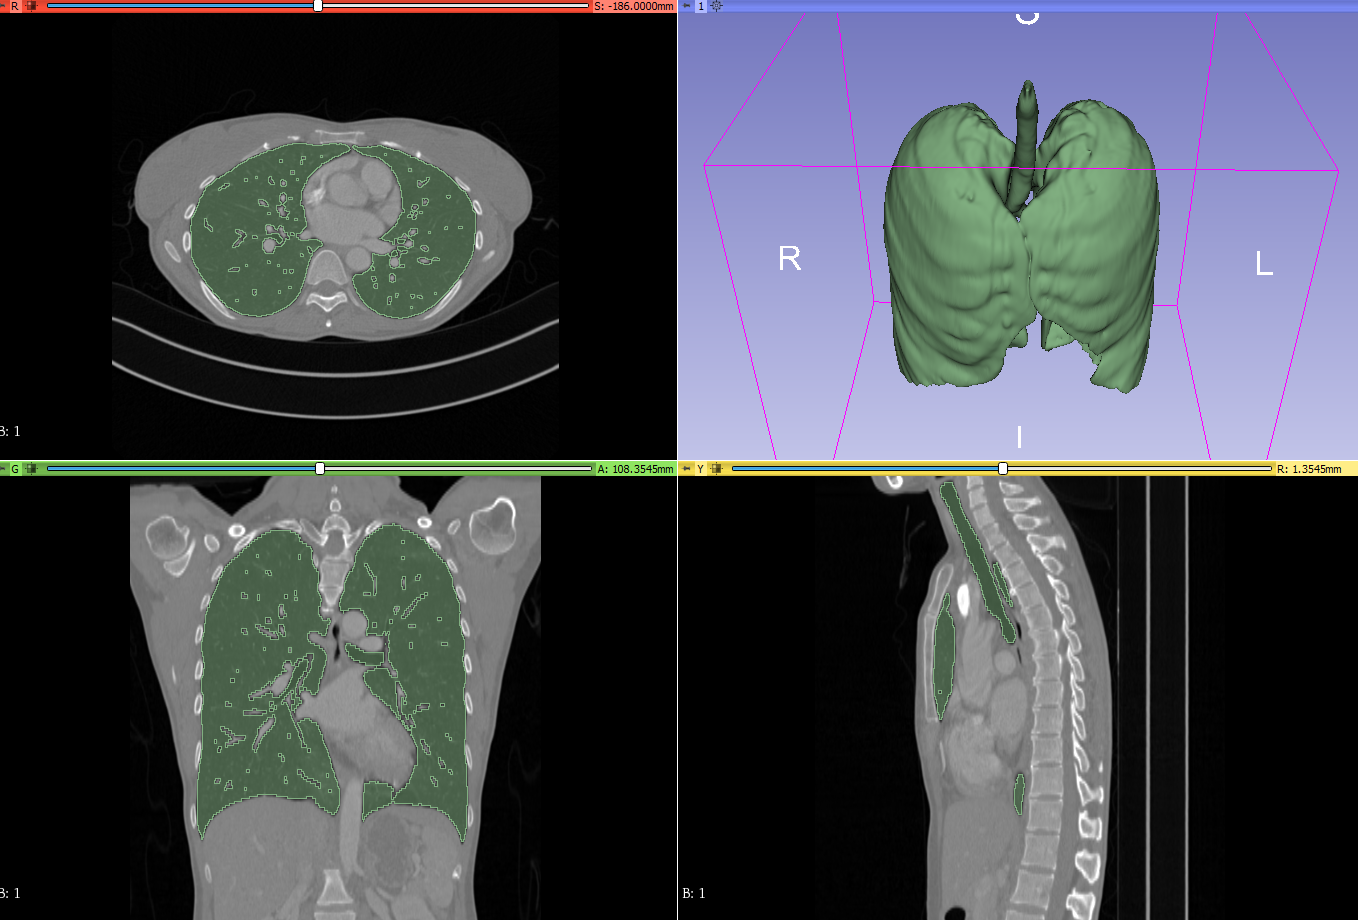 R S: -186.0000mm
1
S
R
L
I
B: 1
G A: 108.3545mm
Y R: 1.3545mm
B: 1
B: 1